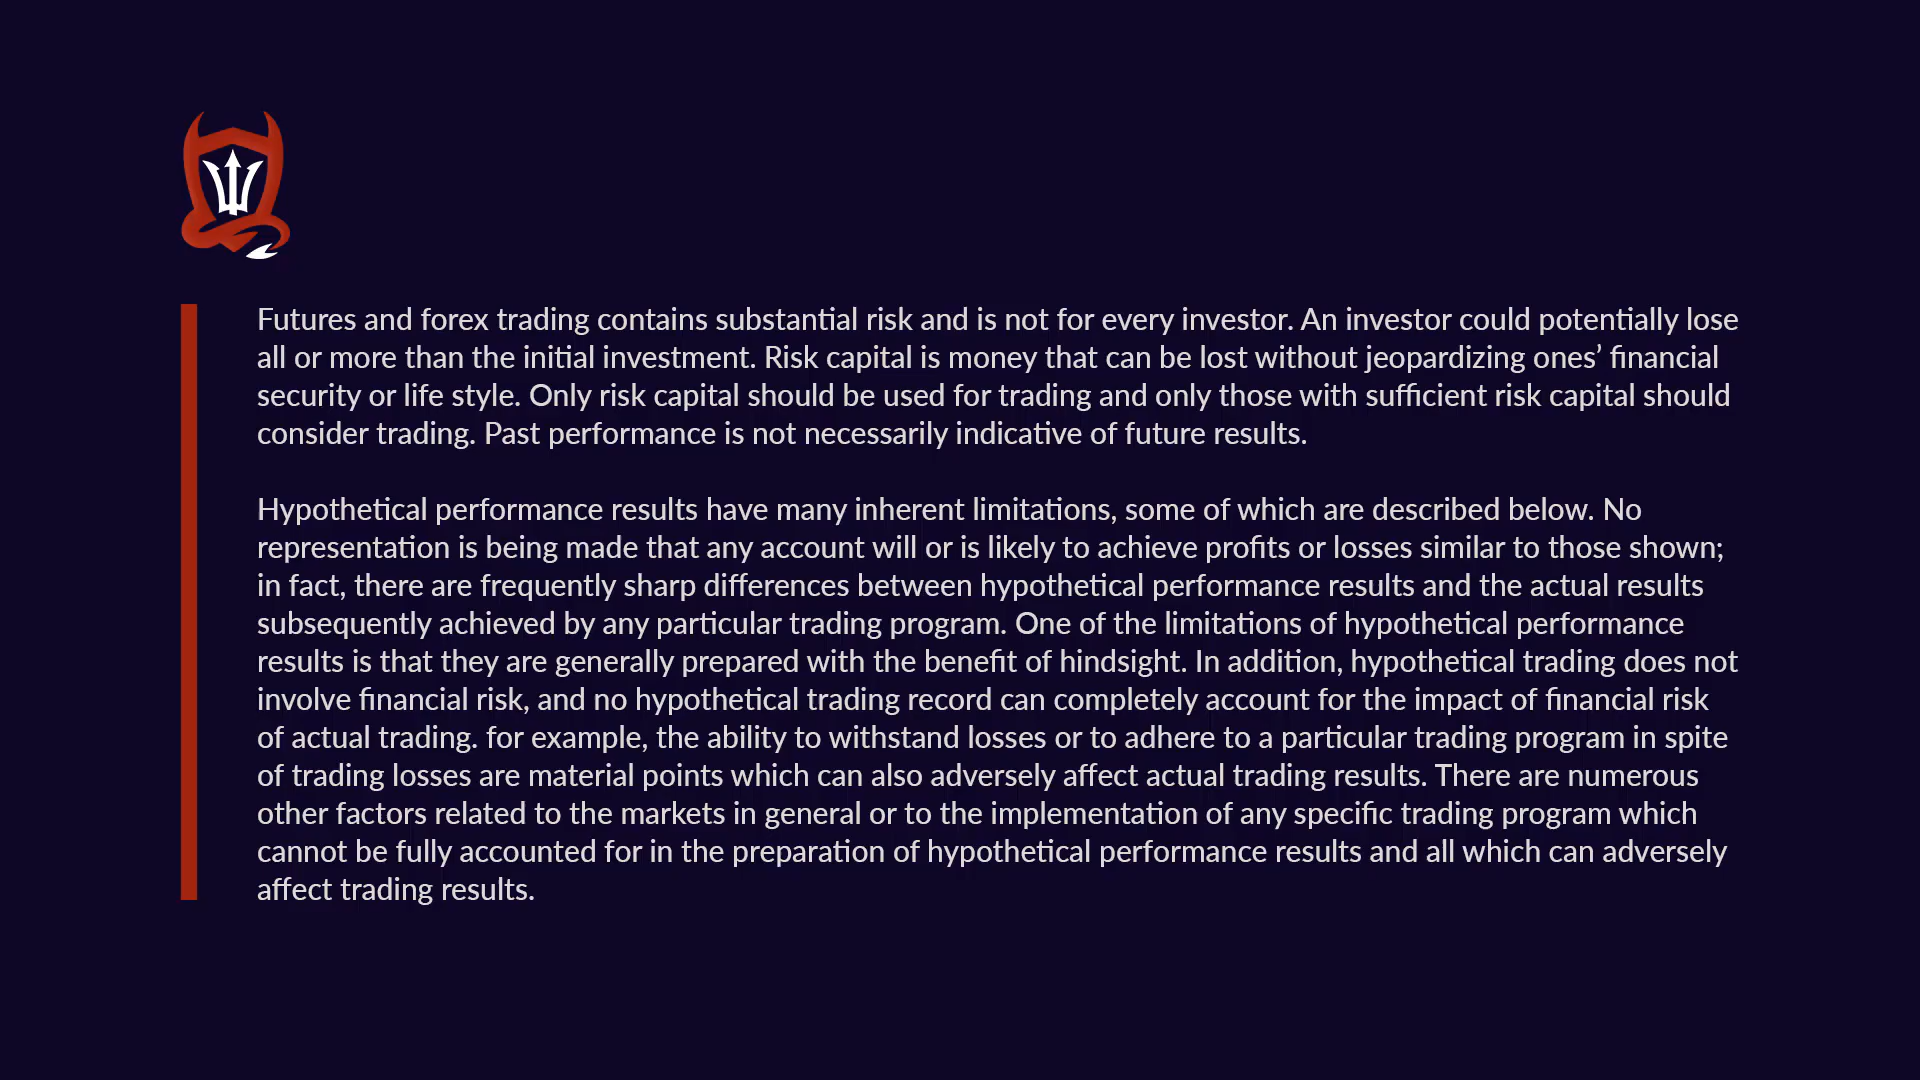 Futures and forex trading contains substantial risk and is not for every investor. An investor could potentially lose
all or more than the initial investment. Risk capital is money that can be lost without jeopardizing ones’ financial
security or life style. Only risk capital should be used for trading and only those with sufficient risk capital should
consider trading. Past performance is not necessarily indicative of future results.
Hypothetical performance results have many inherent limitations, some of which are described below. No
representation is being made that any account will or is likely to achieve profits or losses similar to those shown;
in fact, there are frequently sharp differences between hypothetical performance results and the actual results
subsequently achieved by any particular trading program. One of the limitations of hypothetical performance
results is that they are generally prepared with the benefit of hindsight. In addition, hypothetical trading does not
involve financial risk, and no hypothetical trading record can completely account for the impact of financial risk
of actual trading. for example, the ability to withstand losses or to adhere to a particular trading program in spite
of trading losses are material points which can also adversely affect actual trading results. There are numerous
other factors related to the markets in general or to the implementation of any specific trading program which
cannot be fully accounted for in the preparation of hypothetical performance results and all which can adversely
affect trading results.